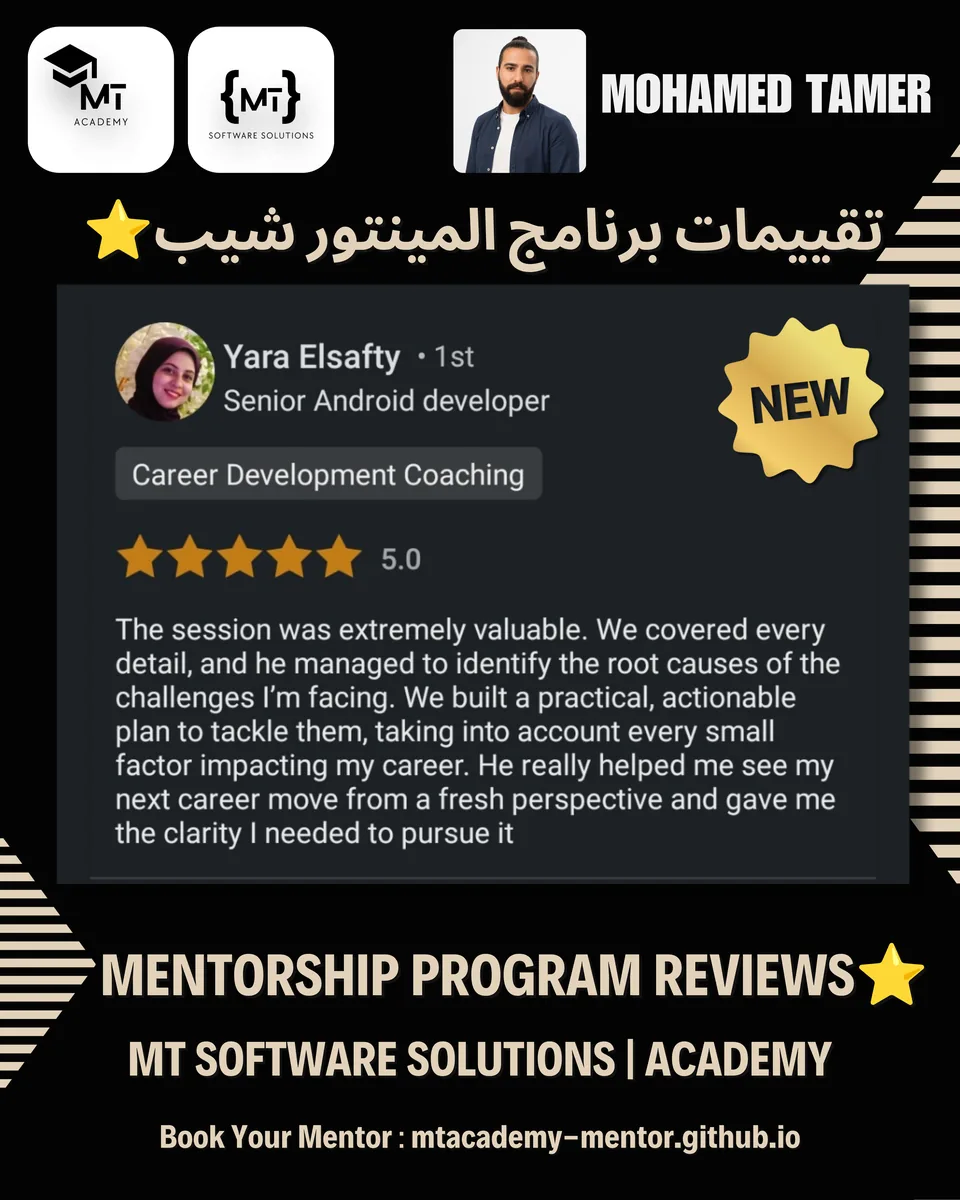 MT
ACADEMY
{MT}
SOFTWARE SOLUTIONS
MOHAMED TAMER
تقييمات برنامج المينتور شيب⭐
Yara Elsafty • 1st
Senior Android developer
NEW
Career Development Coaching
5.0
The session was extremely valuable. We covered every
detail, and he managed to identify the root causes of the
challenges I’m facing. We built a practical, actionable
plan to tackle them, taking into account every small
factor impacting my career. He really helped me see my
next career move from a fresh perspective and gave me
the clarity I needed to pursue it
MENTORSHIP PROGRAM REVIEWS⭐
MT SOFTWARE SOLUTIONS | ACADEMY
Book Your Mentor : mtacademy-mentor.github.io